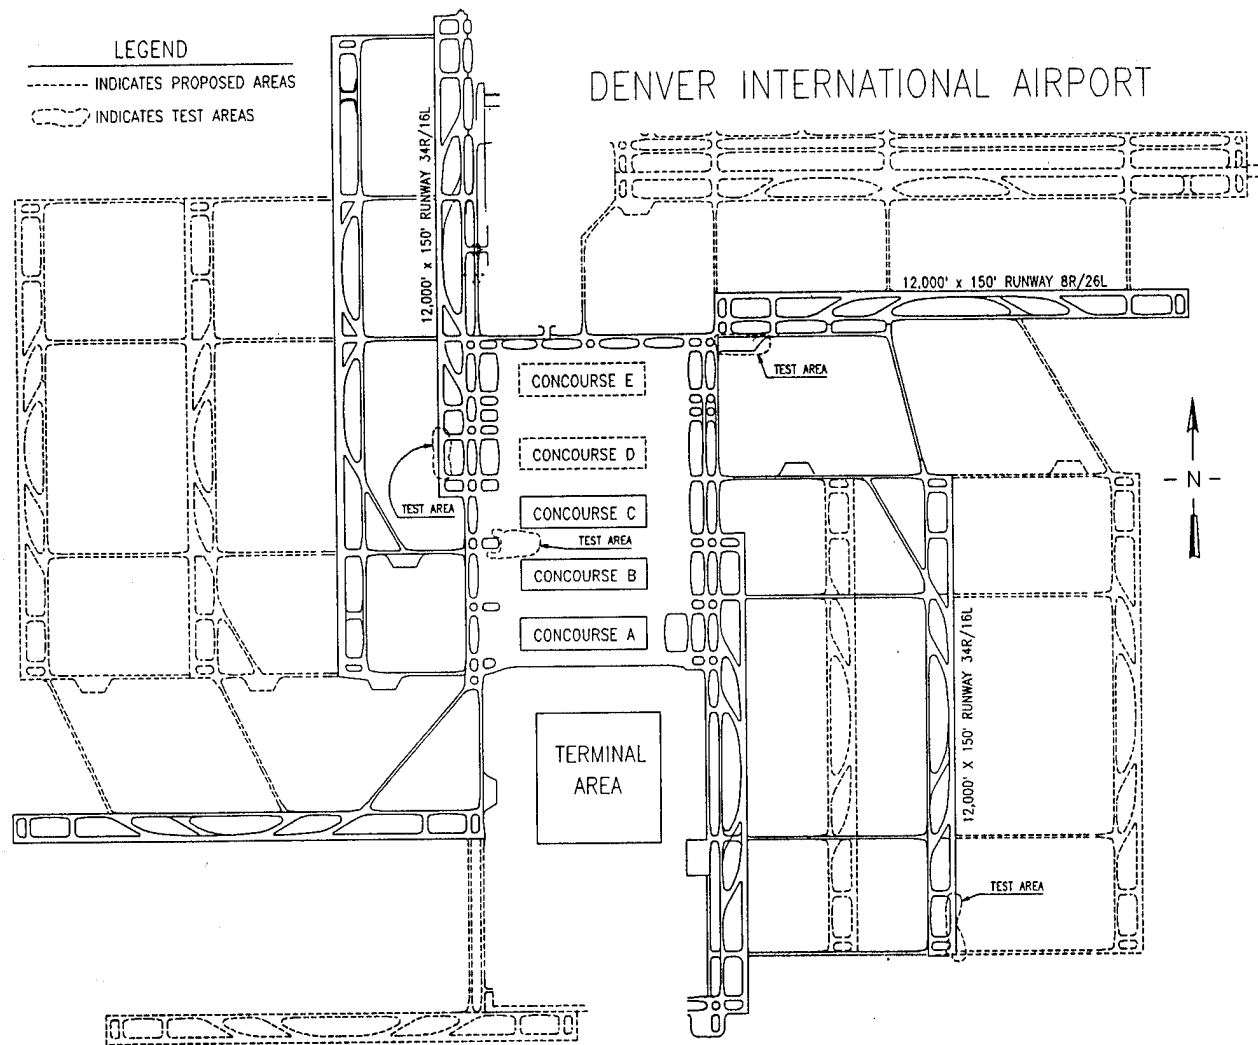 LEGEND
INDICATES PROPOSED AREAS
INDICATES TEST AREAS
DENVER INTERNATIONAL AIRPORT
12,000' x 150' RUNWAY 34R/16L
12,000' x 150' RUNWAY 8R/26L
TEST AREA
CONCOURSE E
CONCOURSE D
TEST AREA
CONCOURSE C
TEST AREA
CONCOURSE B
CONCOURSE A
- N -
12,000' X 150' RUNWAY 34R/16L
TERMINAL
AREA
TEST AREA